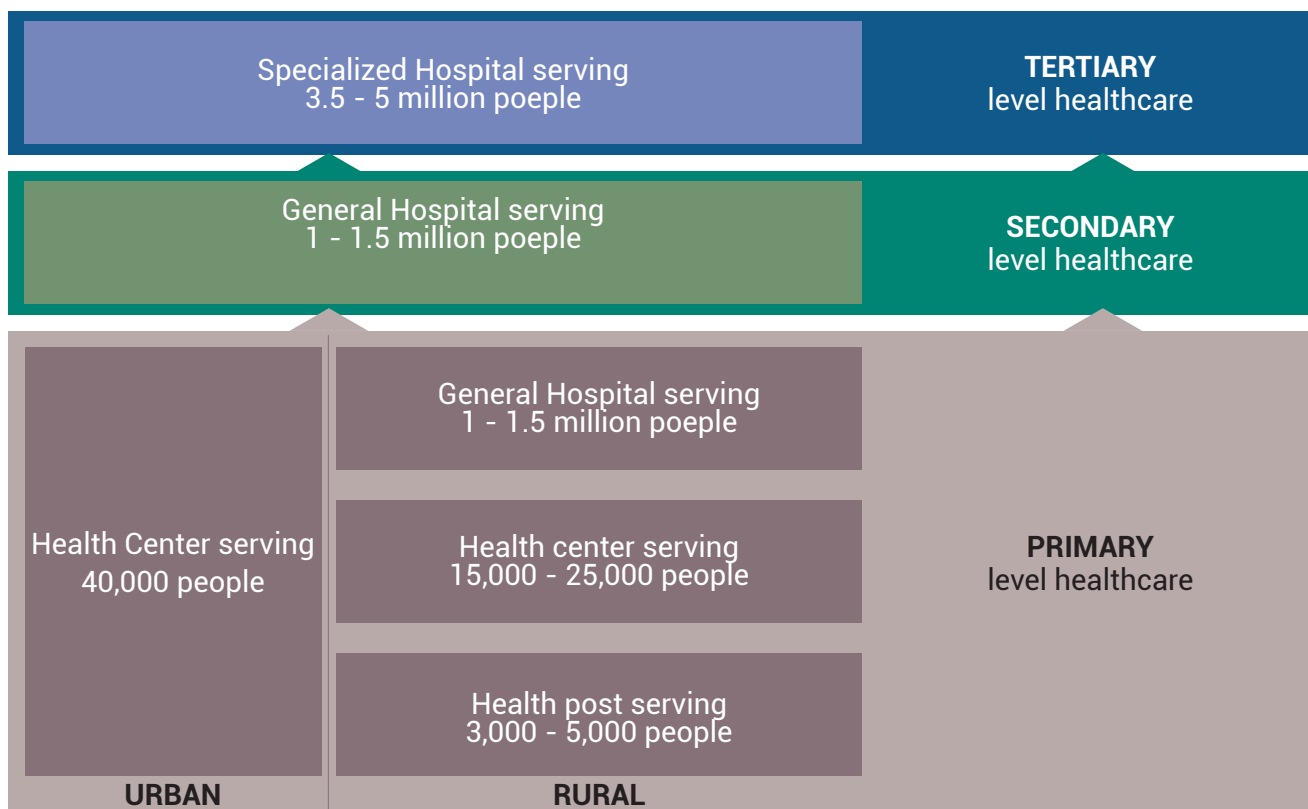 Specialized Hospital serving
3.5 - 5 million poeple
TERTIARY
level healthcare
General Hospital serving
1 - 1.5 million poeple
SECONDARY
level healthcare
Health Center serving
40,000 people
General Hospital serving
1 - 1.5 million poeple
Health center serving
15,000 - 25,000 people
Health post serving
3,000 - 5,000 people
PRIMARY
level healthcare
URBAN
RURAL